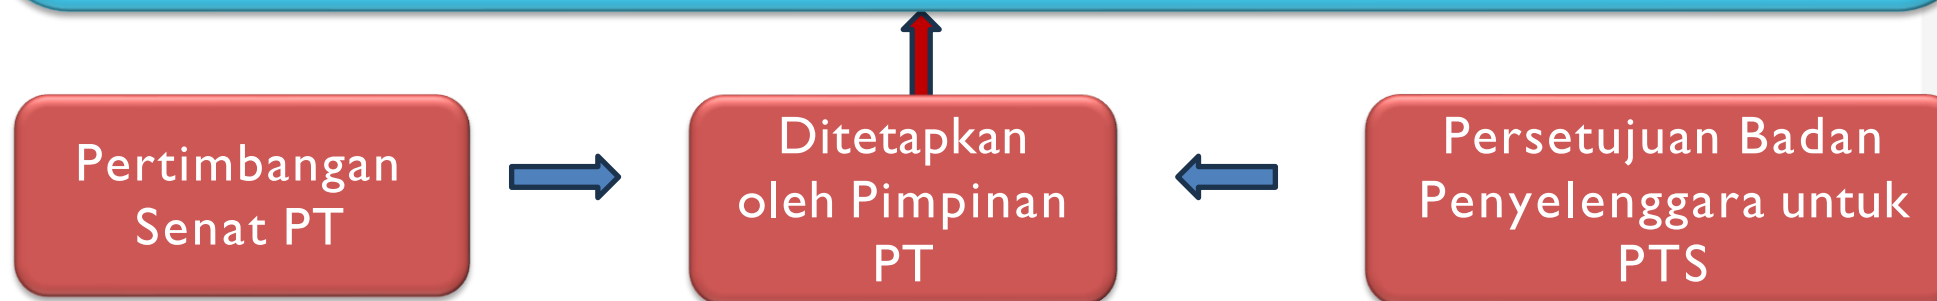 Pertimbangan
Senat PT
Ditetapkan
oleh Pimpinan
PT
Persetujuan Badan
Penyelenggara untuk
PTS